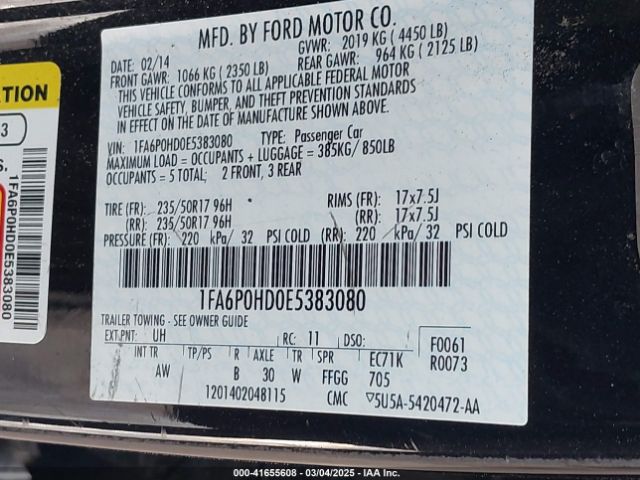 MFD. BY FORD MOTOR CO.
DATE: 02/14 GVWR: 2019 KG ( 4450 LB)
FRONT GAWR: 1066 KG ( 2350 LB) REAR GAWR: 964 KG ( 2125 LB)
THIS VEHICLE CONFORMS TO ALL APPLICABLE FEDERAL MOTOR
VEHICLE SAFETY, BUMPER, AND THEFT PREVENTION STANDARDS
IN EFFECT ON THE DATE OF MANUFACTURE SHOWN ABOVE.
VIN: 1FA6P0HD0E5383080 TYPE: Passenger Car
MAXIMUM LOAD = OCCUPANTS + LUGGAGE = 385KG/ 850LB
OCCUPANTS = 5 TOTAL: 2 FRONT, 3 REAR
TIRE (FR): 235/50R17 96H RIMS (FR): 17x7.5J
(RR): 235/50R17 96H (RR): 17x7.5J
PRESSURE (FR): 220 kPa/ 32 PSI COLD (RR): 220 kPa/ 32 PSI COLD
1FA6P0HD0E5383080
TRAILER TOWING - SEE OWNER GUIDE
EXT PNT: UH RC: 11 DSO: F0061
R0073
INT TR TP/PS R AXLE TR SPR EC71K
AW B 30 W FFGG 705
1201402048115 CMC ▽5U5A-5420472-AA
ATION
3
S.
1FA6P0HD0E5383080
000-41655608 - 03/04/2025 - IAA Inc.